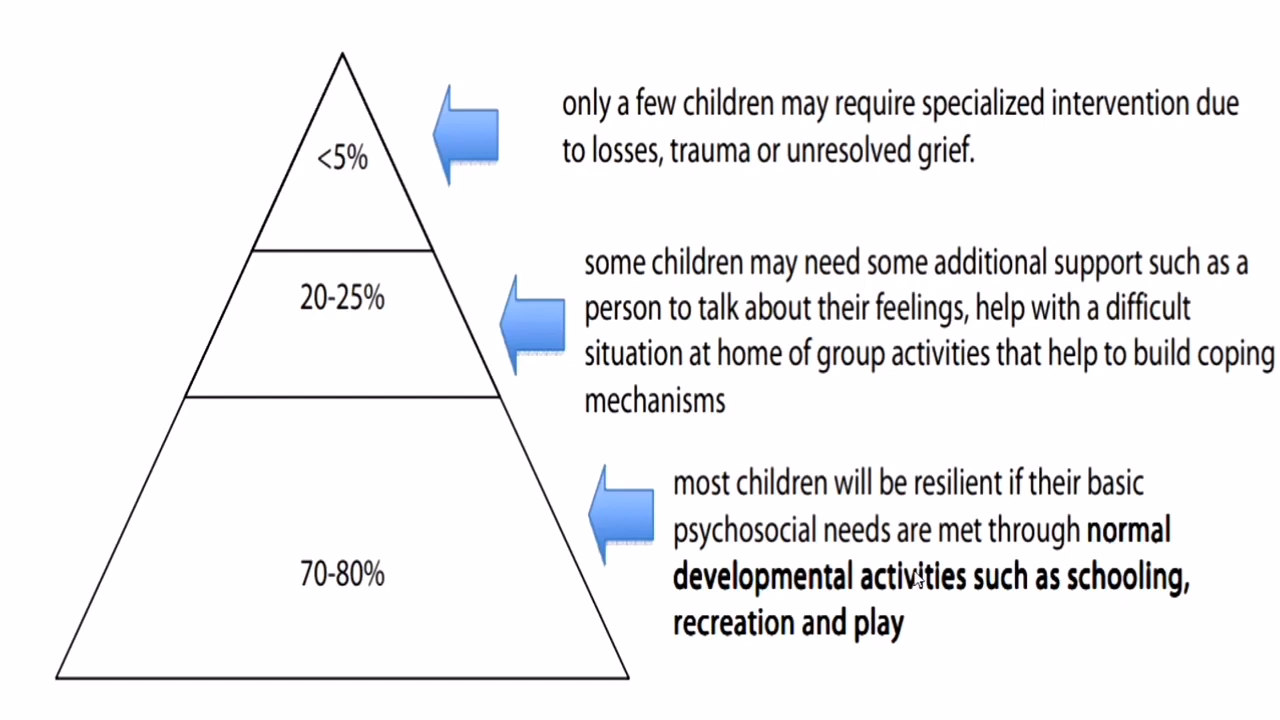 <5%
only a few children may require specialized intervention due
to losses, trauma or unresolved grief.
20-25%
some children may need some additional support such as a
person to talk about their feelings, help with a difficult
situation at home of group activities that help to build coping
mechanisms
70-80%
most children will be resilient if their basic
psychosocial needs are met through normal
developmental activities such as schooling,
recreation and play